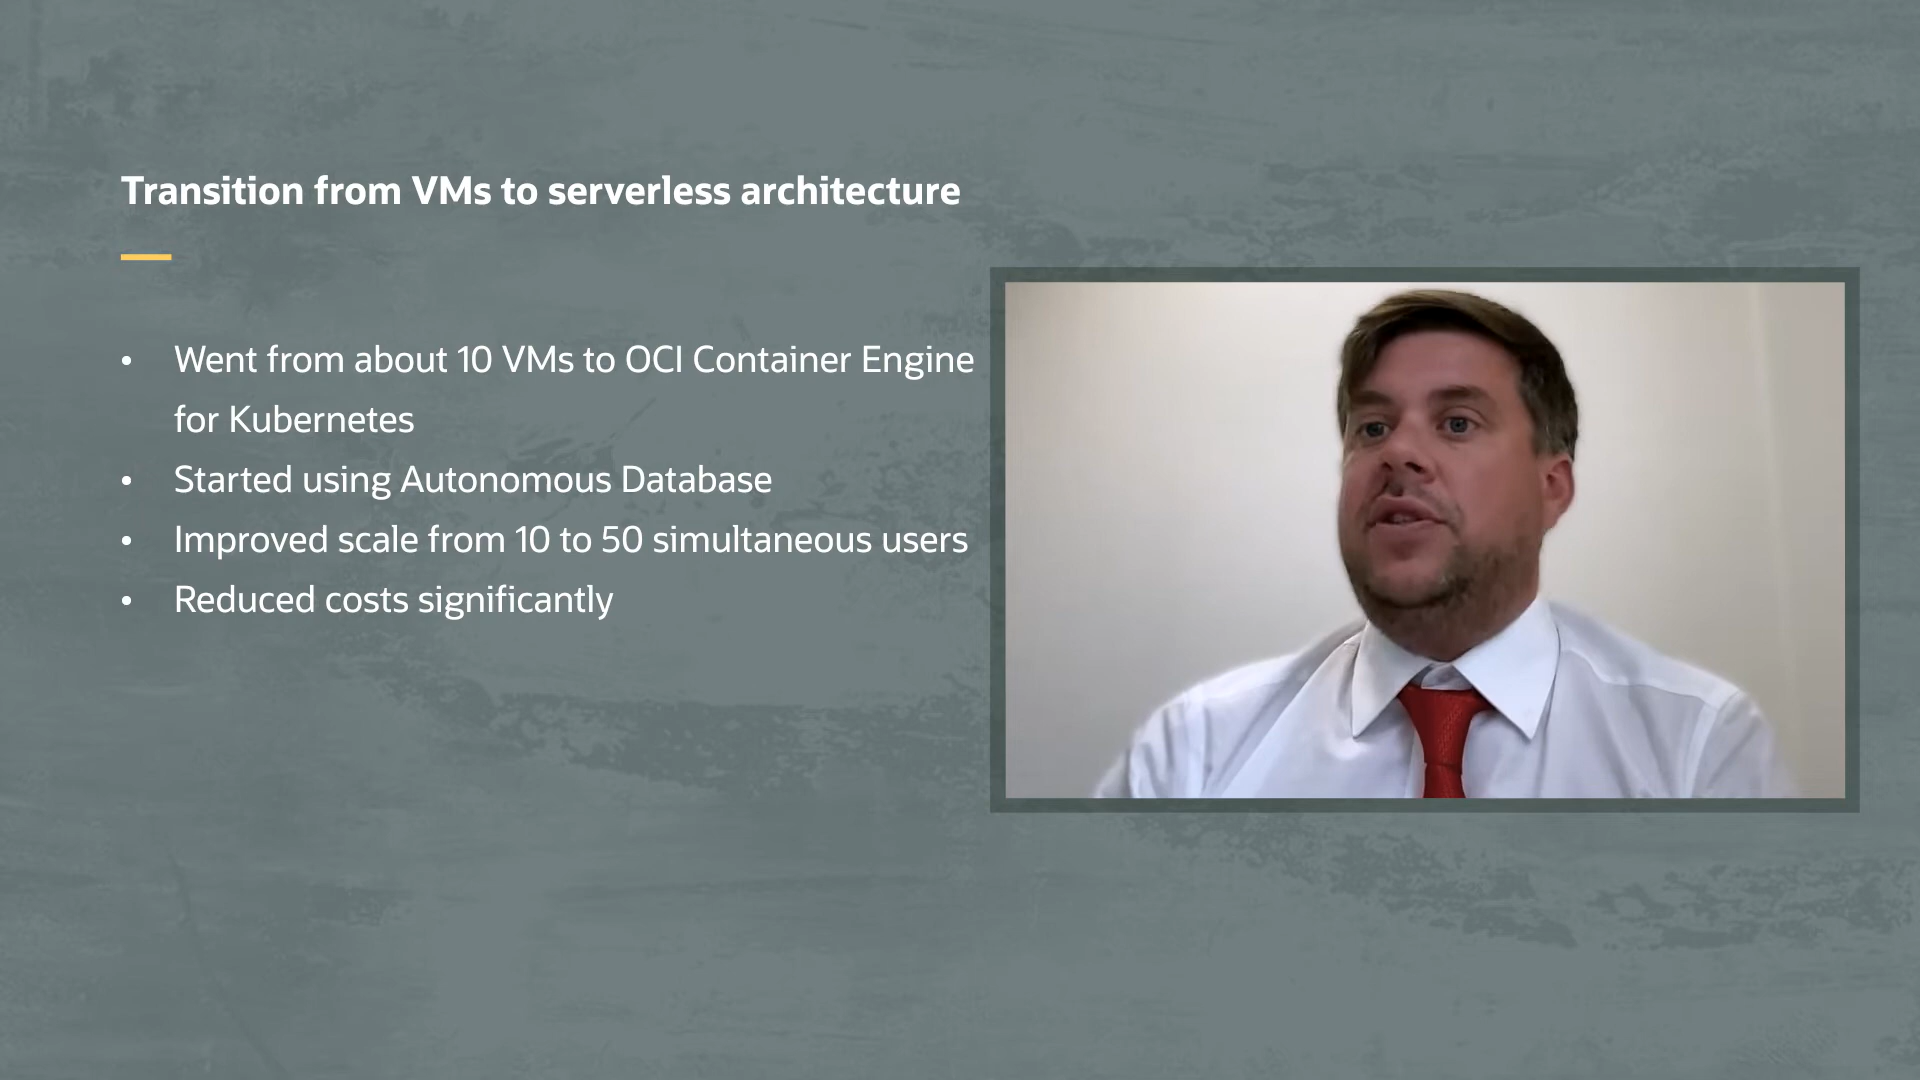 Transition from VMs to serverless architecture
• Went from about 10 VMs to OCI Container Engine
for Kubernetes
• Started using Autonomous Database
• Improved scale from 10 to 50 simultaneous users
• Reduced costs significantly